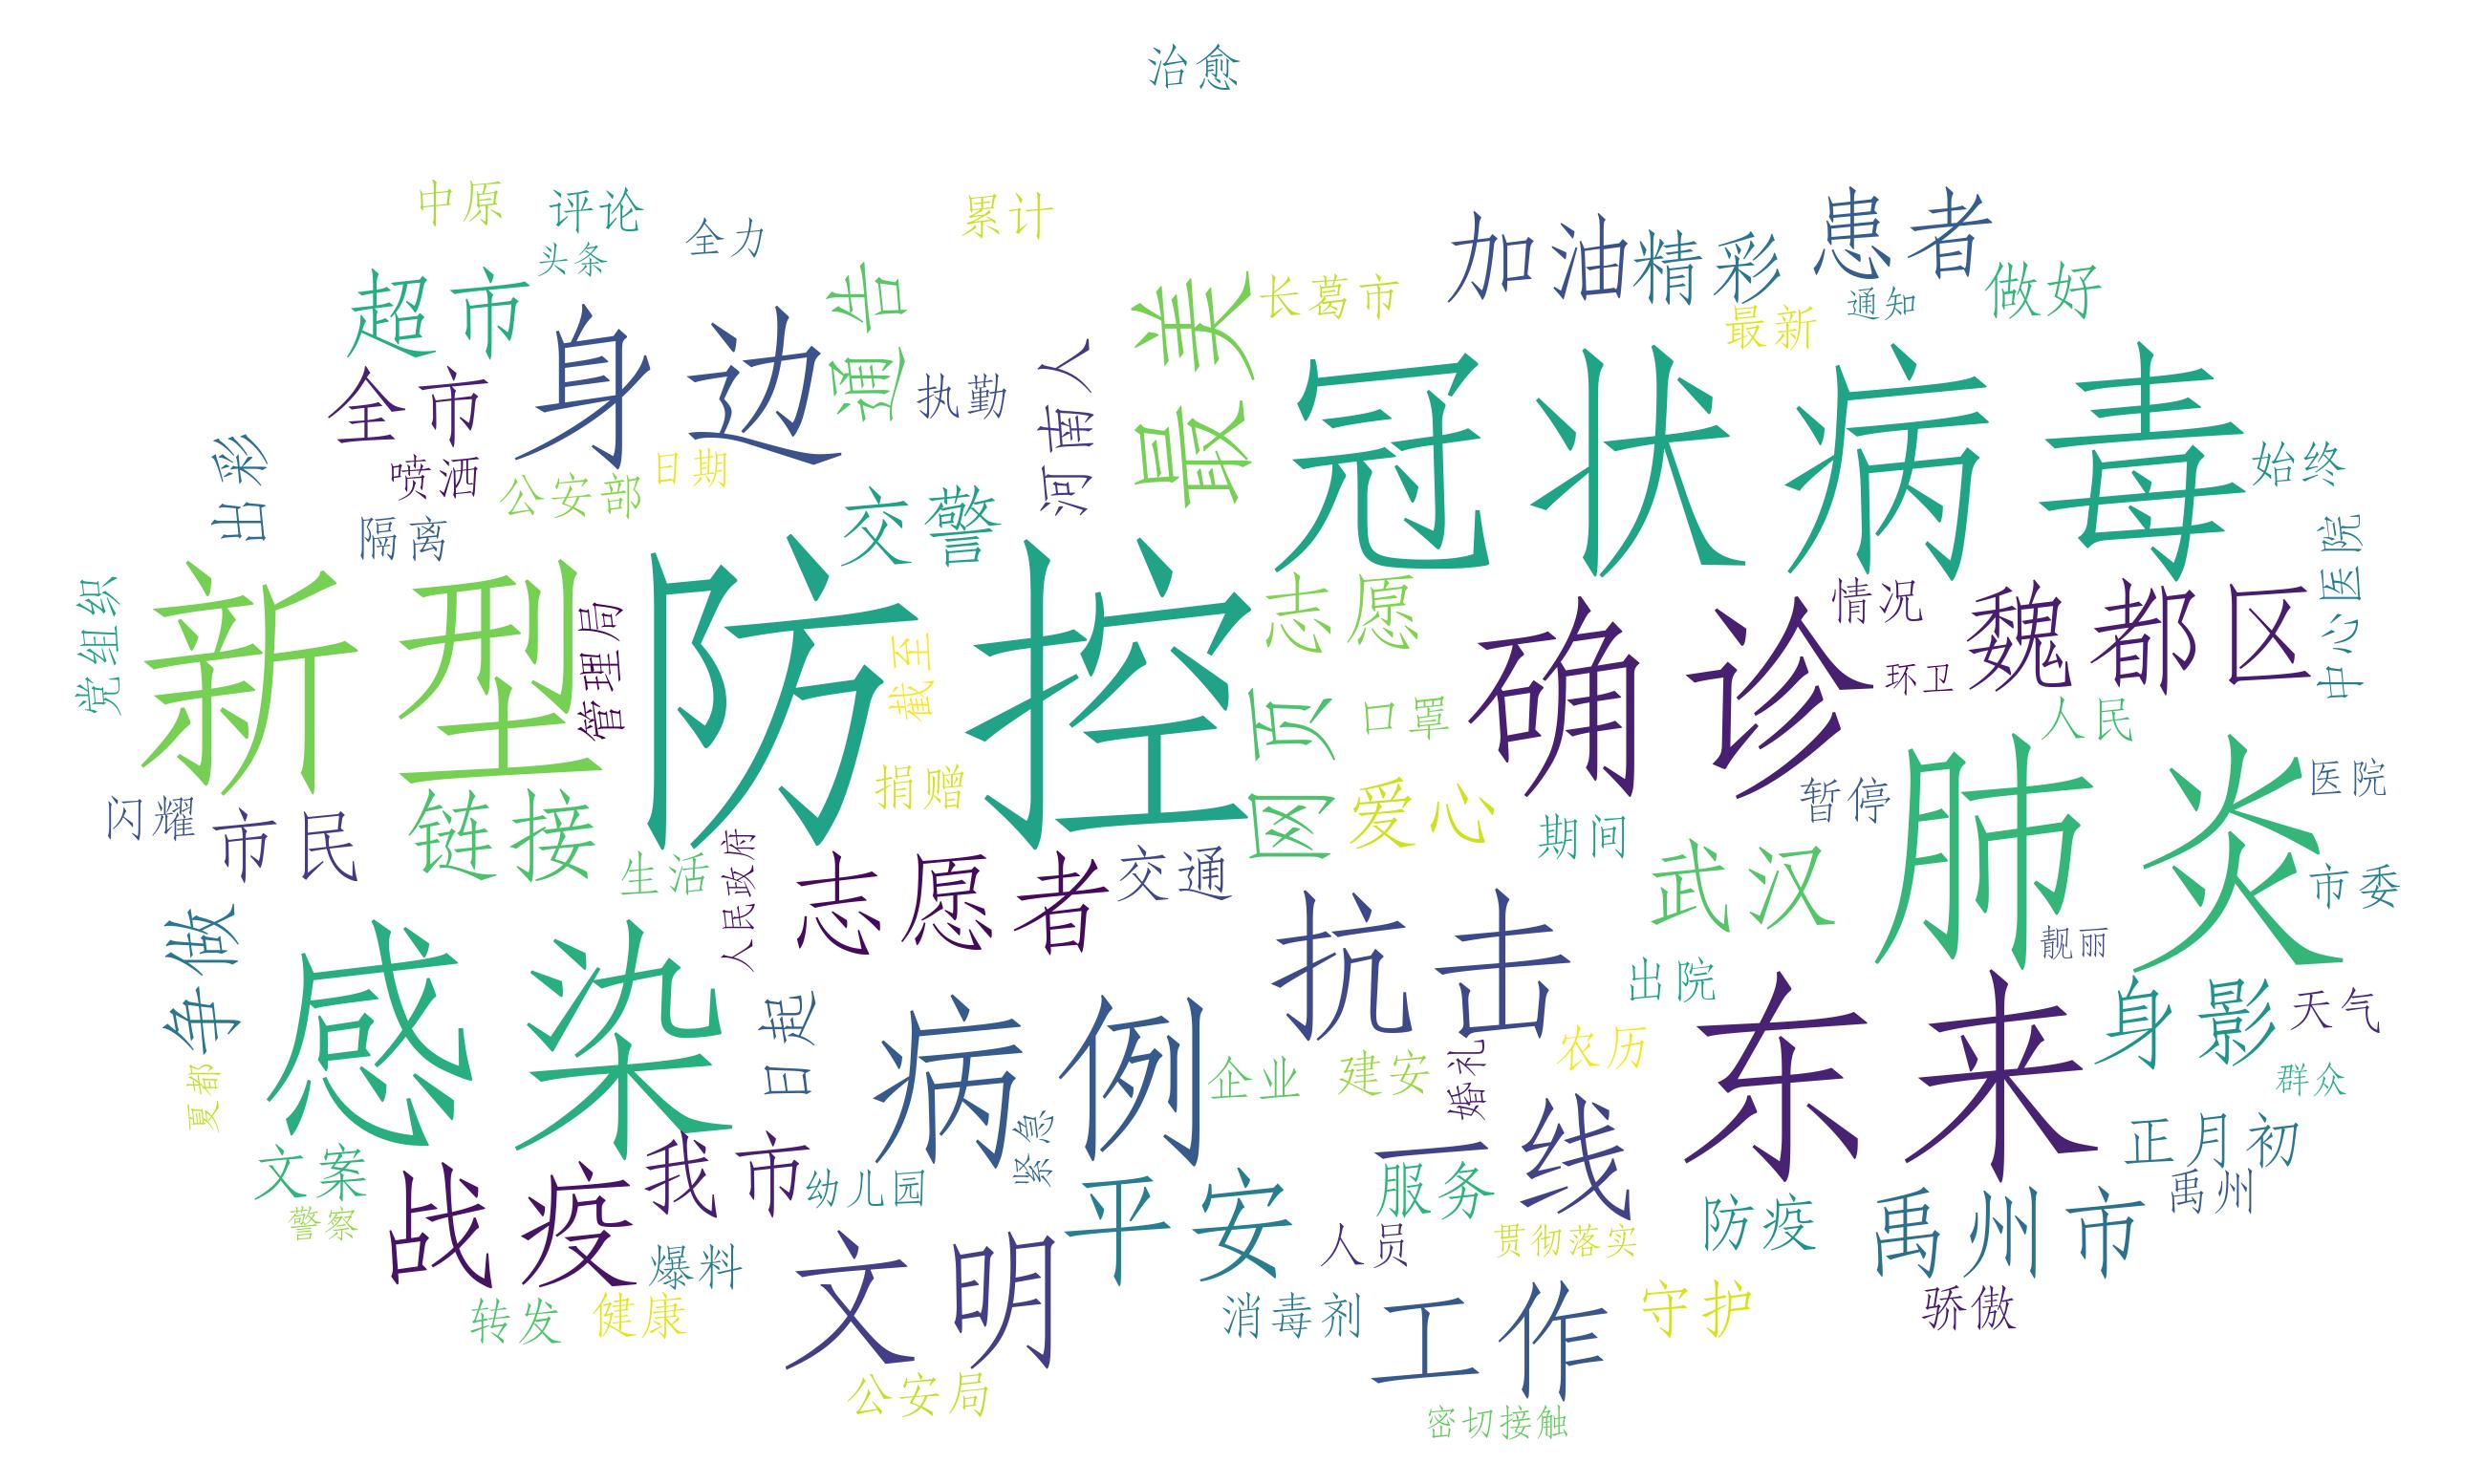 治愈
中原
评论
全力
累计
头条
加油
精彩
患者
做好
超市
身边
通告
最美
长葛市
最新
通知
全市
执勤
河南人
冠状病毒
出彩
喷洒
公安部
日期
交警
始终
隔离
中心医院
新型
防控
志愿
确诊
情况
魏都区
党组织
管理局
截至
网页
口罩
环卫
人民
闪耀
市民
链接
捐赠
爱心
期间
暂停
肺炎
医院
生活
人民政府
志愿者
交通
武汉
市委
争做
感染
抗击
出院
靓丽
日起
病例
企业
建安
婚礼
农历
东来
身影
天气
群众
夏都
文案
警察
战疫
我市
幼儿园
紧急
平安
服务
一线
防疫
正月初
禹州市
禹州
爆料
文明
人员
贯彻落实
转发
健康
消毒剂
工作
守护
骄傲
公安局
密切接触